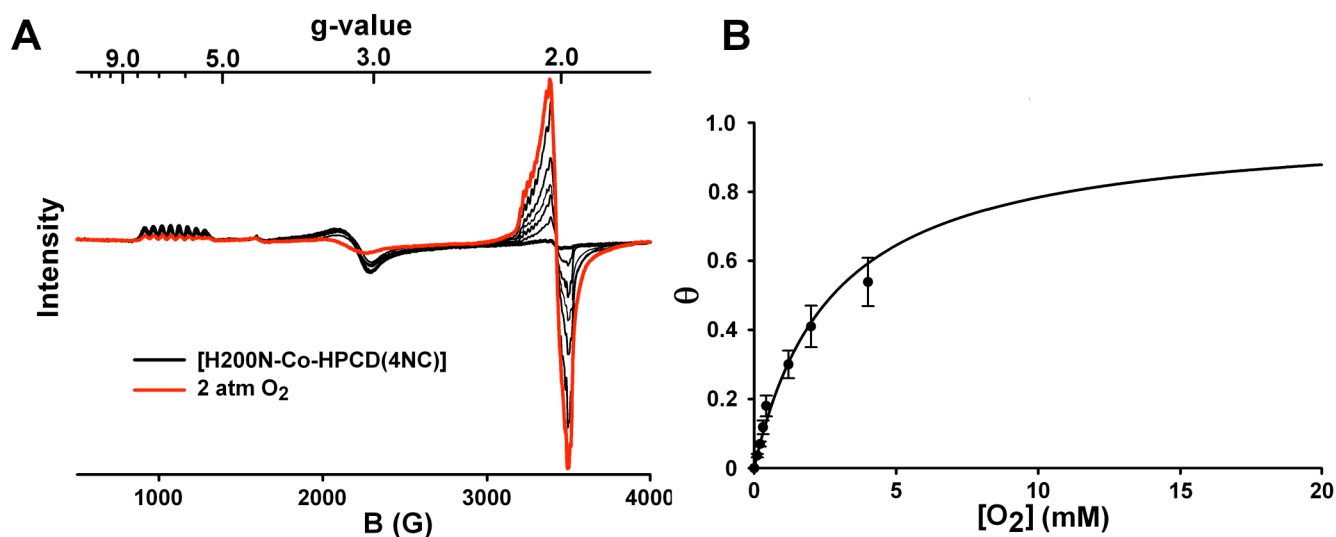 A
g-value
9.0 5.0 3.0 2.0
Intensity
[H200N-Co-HPCD(4NC)]
2 atm O2
1000 2000 3000 4000
B (G)
B
1.0
0.8
0.6
0.4
0.2
0
θ
0 5 10 15 20
[O2] (mM)